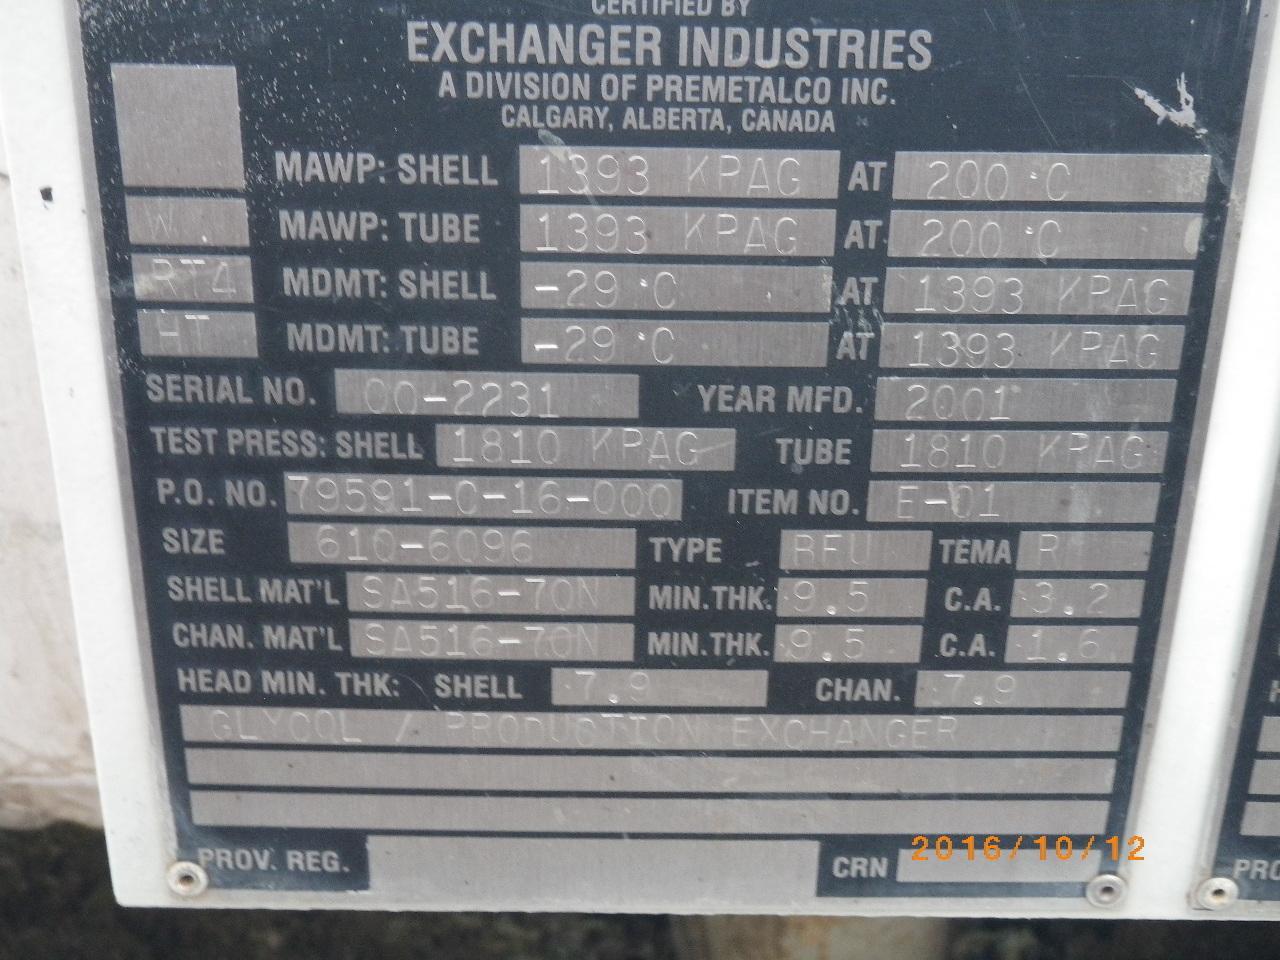 CERTIFIED BY
EXCHANGER INDUSTRIES
A DIVISION OF PREMETALCO INC.
CALGARY, ALBERTA, CANADA
MAWP: SHELL 1393 KPAG AT 200 °C
W MAWP: TUBE 1393 KPAG AT 200 °C
RT4 MDMT: SHELL -29 °C AT 1393 KPAG
HT MDMT: TUBE -29 °C AT 1393 KPAG
SERIAL NO. 00-2231 YEAR MFD. 2001
TEST PRESS: SHELL 1810 KPAG TUBE 1810 KPAG
P.O. NO. 79591-0-16-000 ITEM NO. E-01
SIZE 610-6096 TYPE BFU TEMA R
SHELL MAT'L SA516-70N MIN.THK. 9.5 C.A. 3.2
CHAN. MAT'L SA516-70N MIN.THK. 9.5 C.A. 1.6
HEAD MIN. THK: SHELL 7.9 CHAN. 7.9
GLYCOL / PRODUCTION EXCHANGER
PROV. REG. CRN
2016/10/12